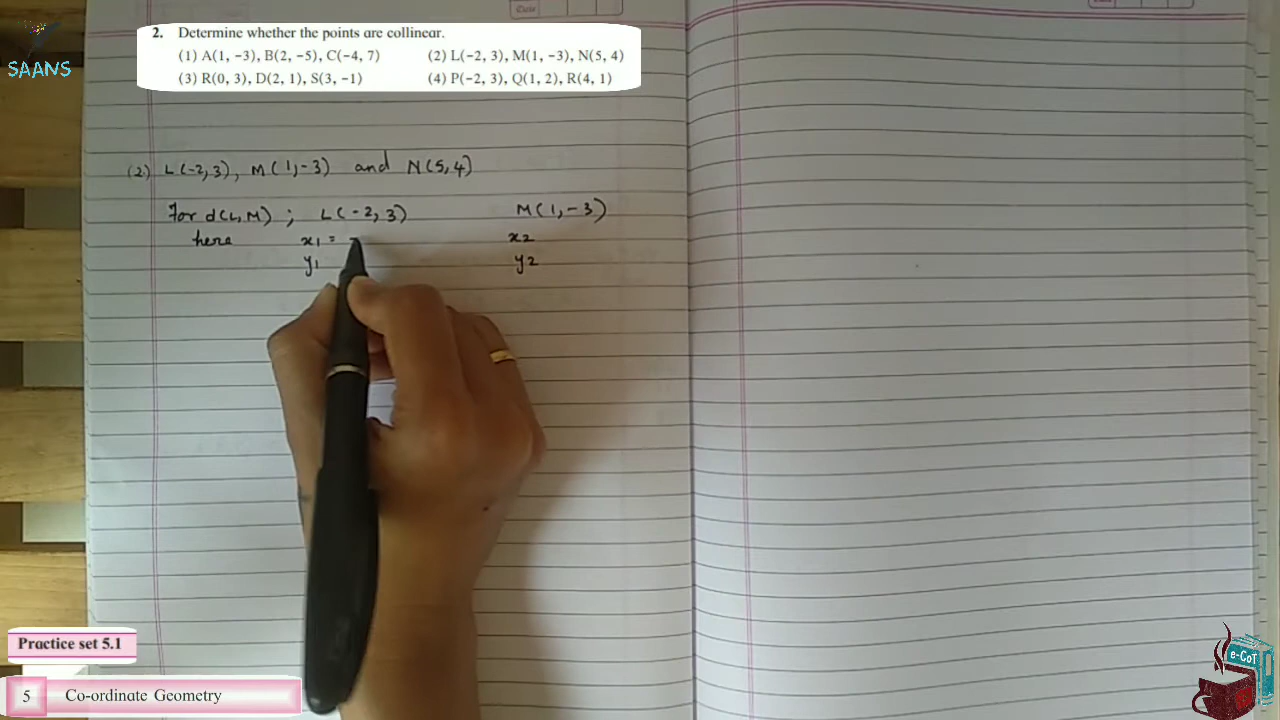 SAANS
Date
Date
2. Determine whether the points are collinear.
(1) A(1, −3), B(2, −5), C(−4, 7) (2) L(−2, 3), M(1, −3), N(5, 4)
(3) R(0, 3), D(2, 1), S(3, −1) (4) P(−2, 3), Q(1, 2), R(4, 1)
(2) L(-2,3), M(1,-3) and N(5,4)
For d(L,M) ; L(-2,3) M(1,-3)
here x1 = - x2
y1 y2
Practice set 5.1
5 Co-ordinate Geometry
e-CoT